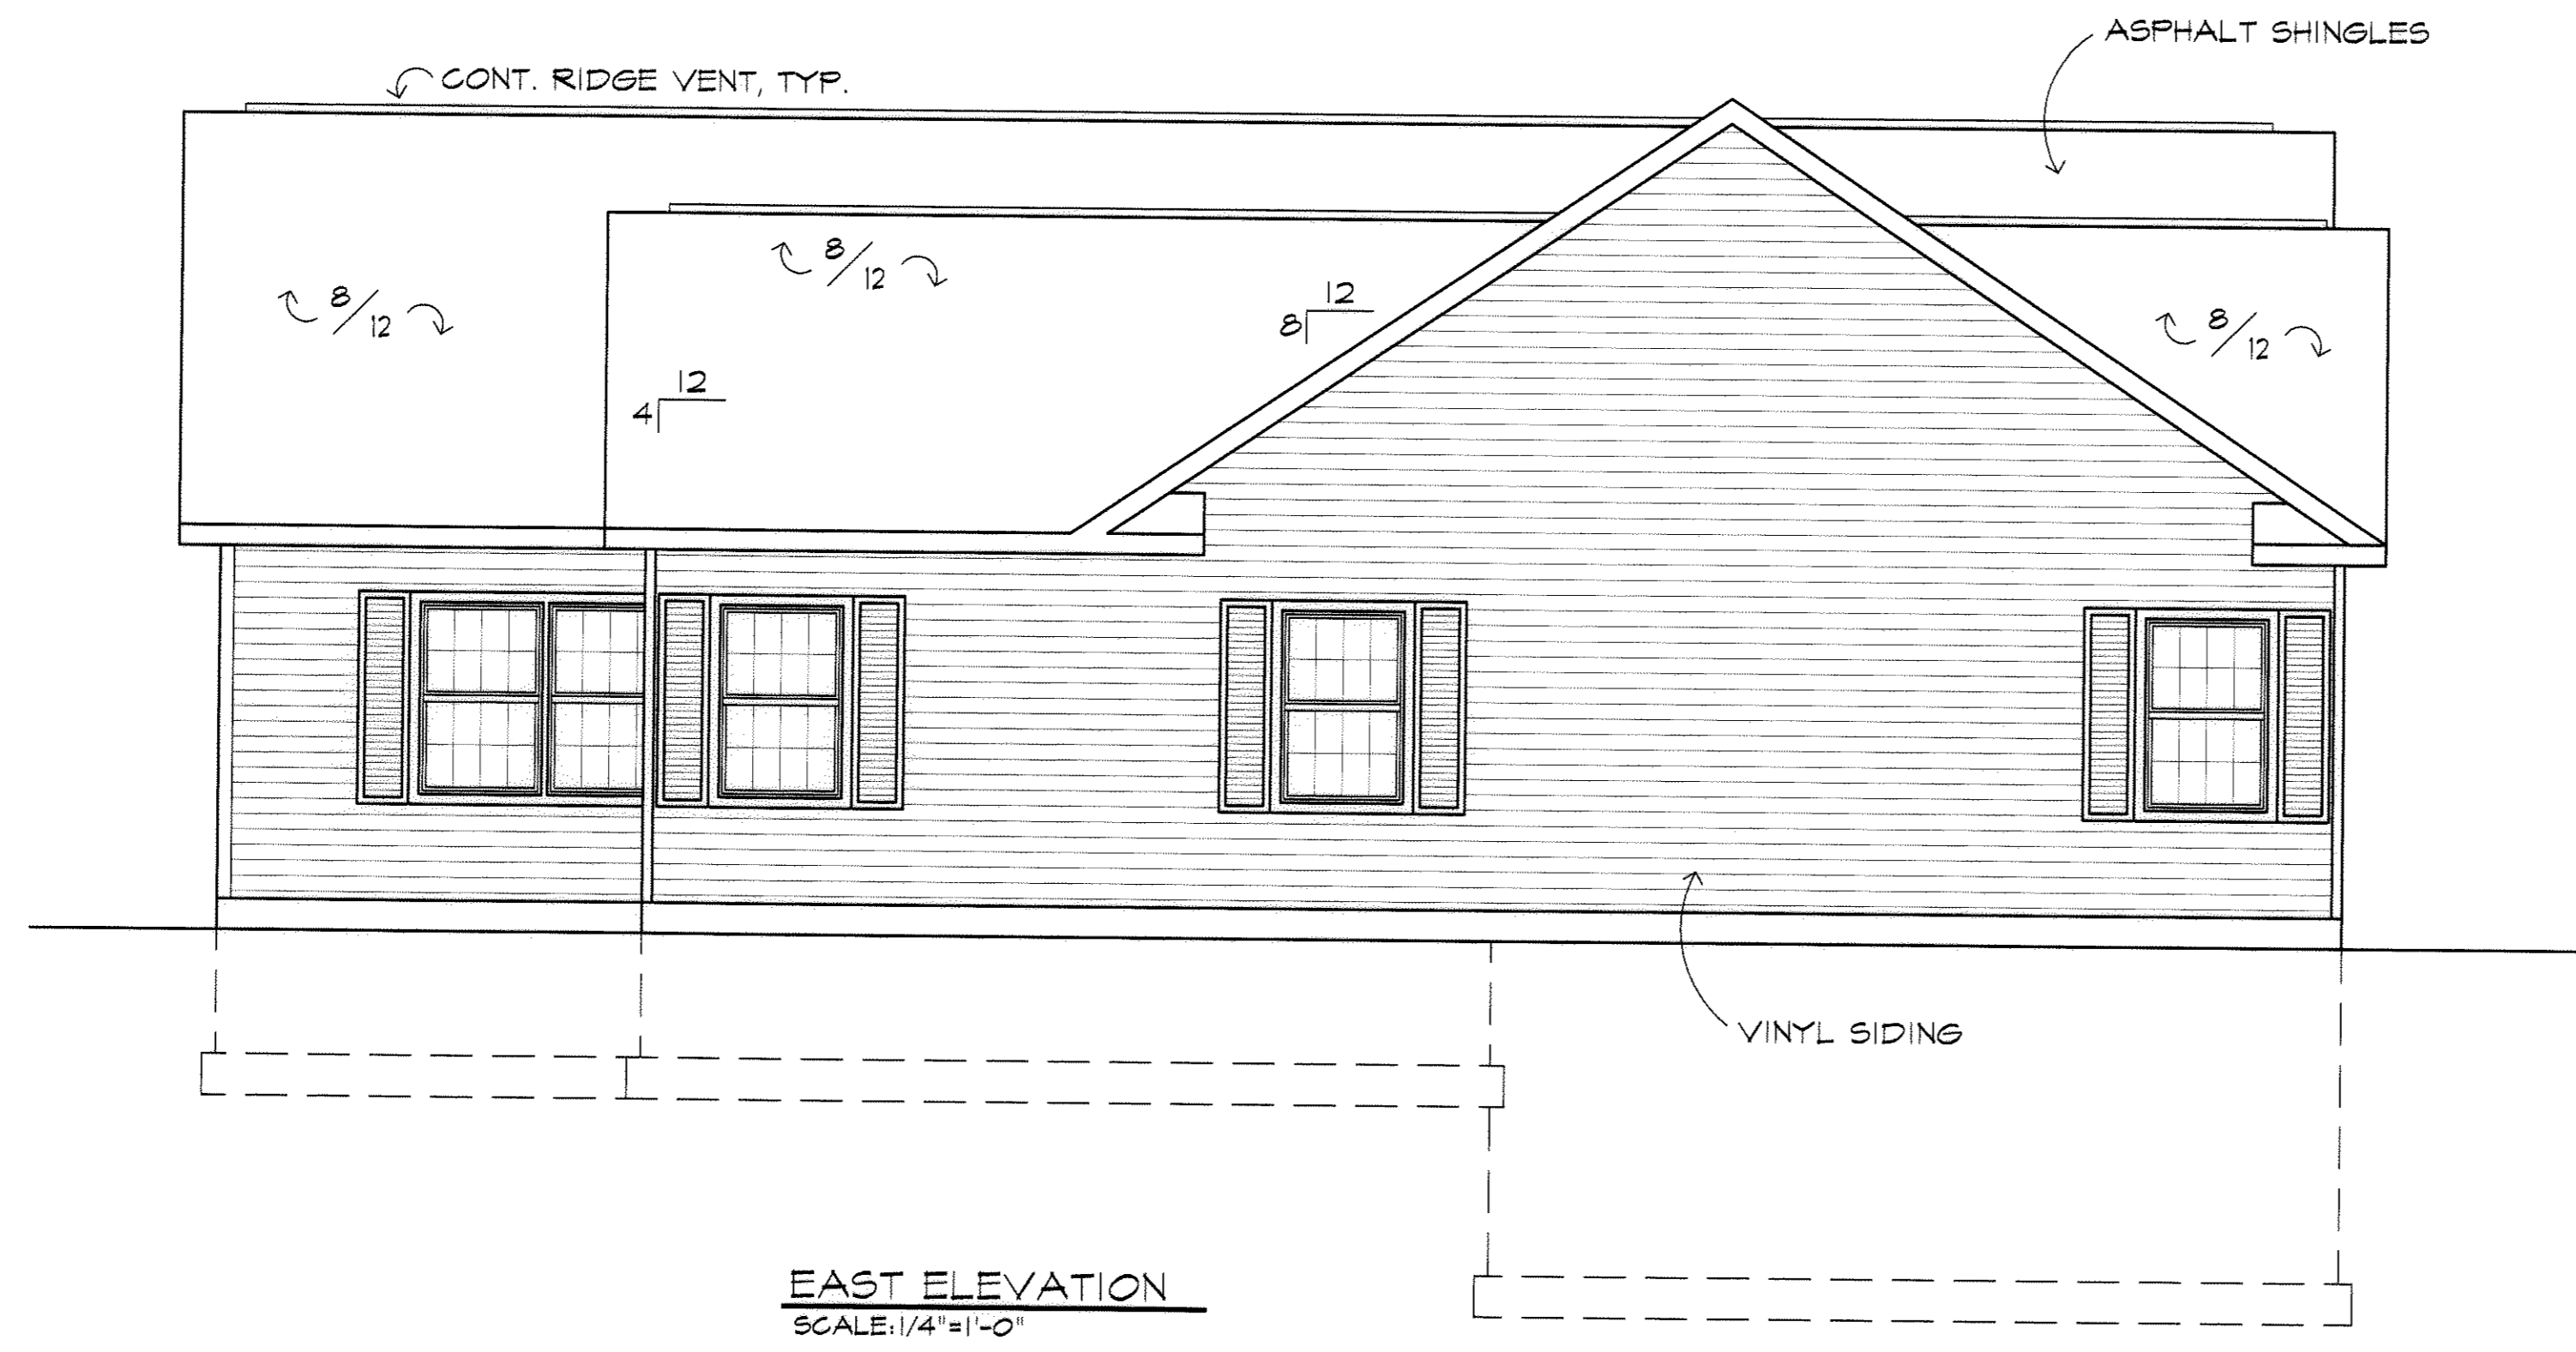 ASPHALT SHINGLES
CONT. RIDGE VENT, TYP.
8/12
8/12
12
8
8/12
12
4
VINYL SIDING
EAST ELEVATION
SCALE:1/4"=1'-0"